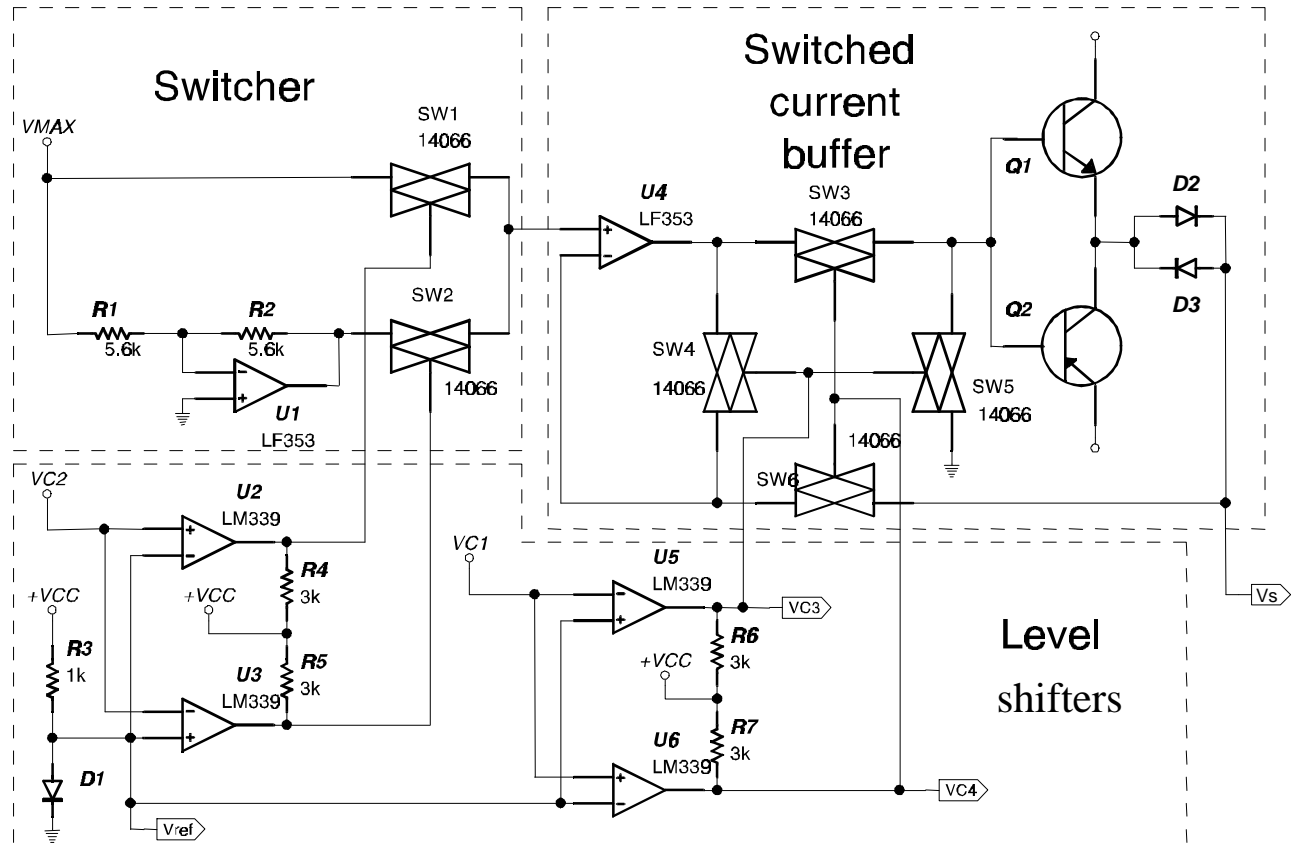 Switcher
VMAX
SW1
14066
R1
5.6k
R2
5.6k
U1
LF353
SW2
14066
Switched
current
buffer
U4
LF353
SW3
14066
SW4
14066
SW5
14066
14066
SW6
Q1
Q2
D2
D3
Vs
VC2
U2
LM339
R4
3k
+VCC
+VCC
R3
1k
U3
LM339
R5
3k
D1
Vref
VC1
U5
LM339
VC3
R6
3k
+VCC
R7
3k
U6
LM339
VC4
Level
shifters